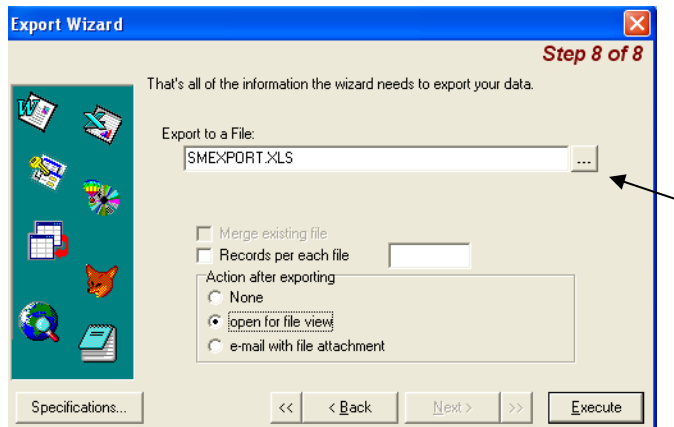 Export Wizard
Step 8 of 8
That's all of the information the wizard needs to export your data.
Export to a File:
SMEXPORT.XLS
...
Merge existing file
Records per each file
Action after exporting
None
open for file view
e-mail with file attachment
Specifications...
<<
< Back
Next >
>>
Execute